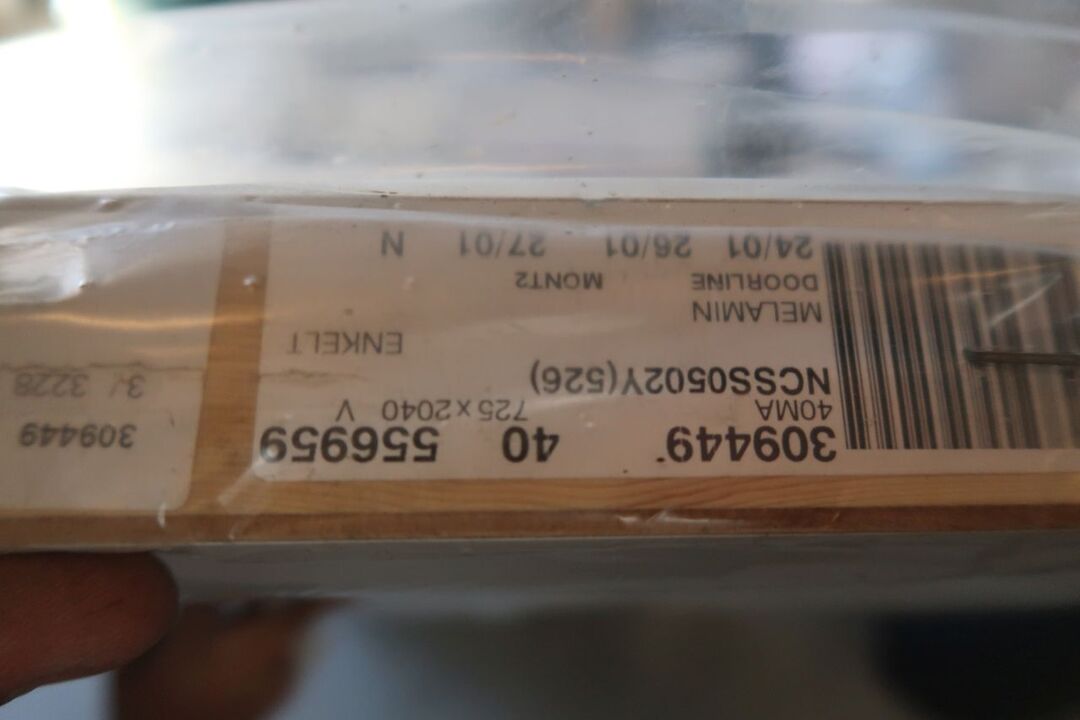 309449 40 556959
40MA 725x2040 V
NCSS0502Y(526)
ENKELT
MELAMIN
DOORLINE MONT2
24/01 26/01 27/01 N
309449
3/ 3228